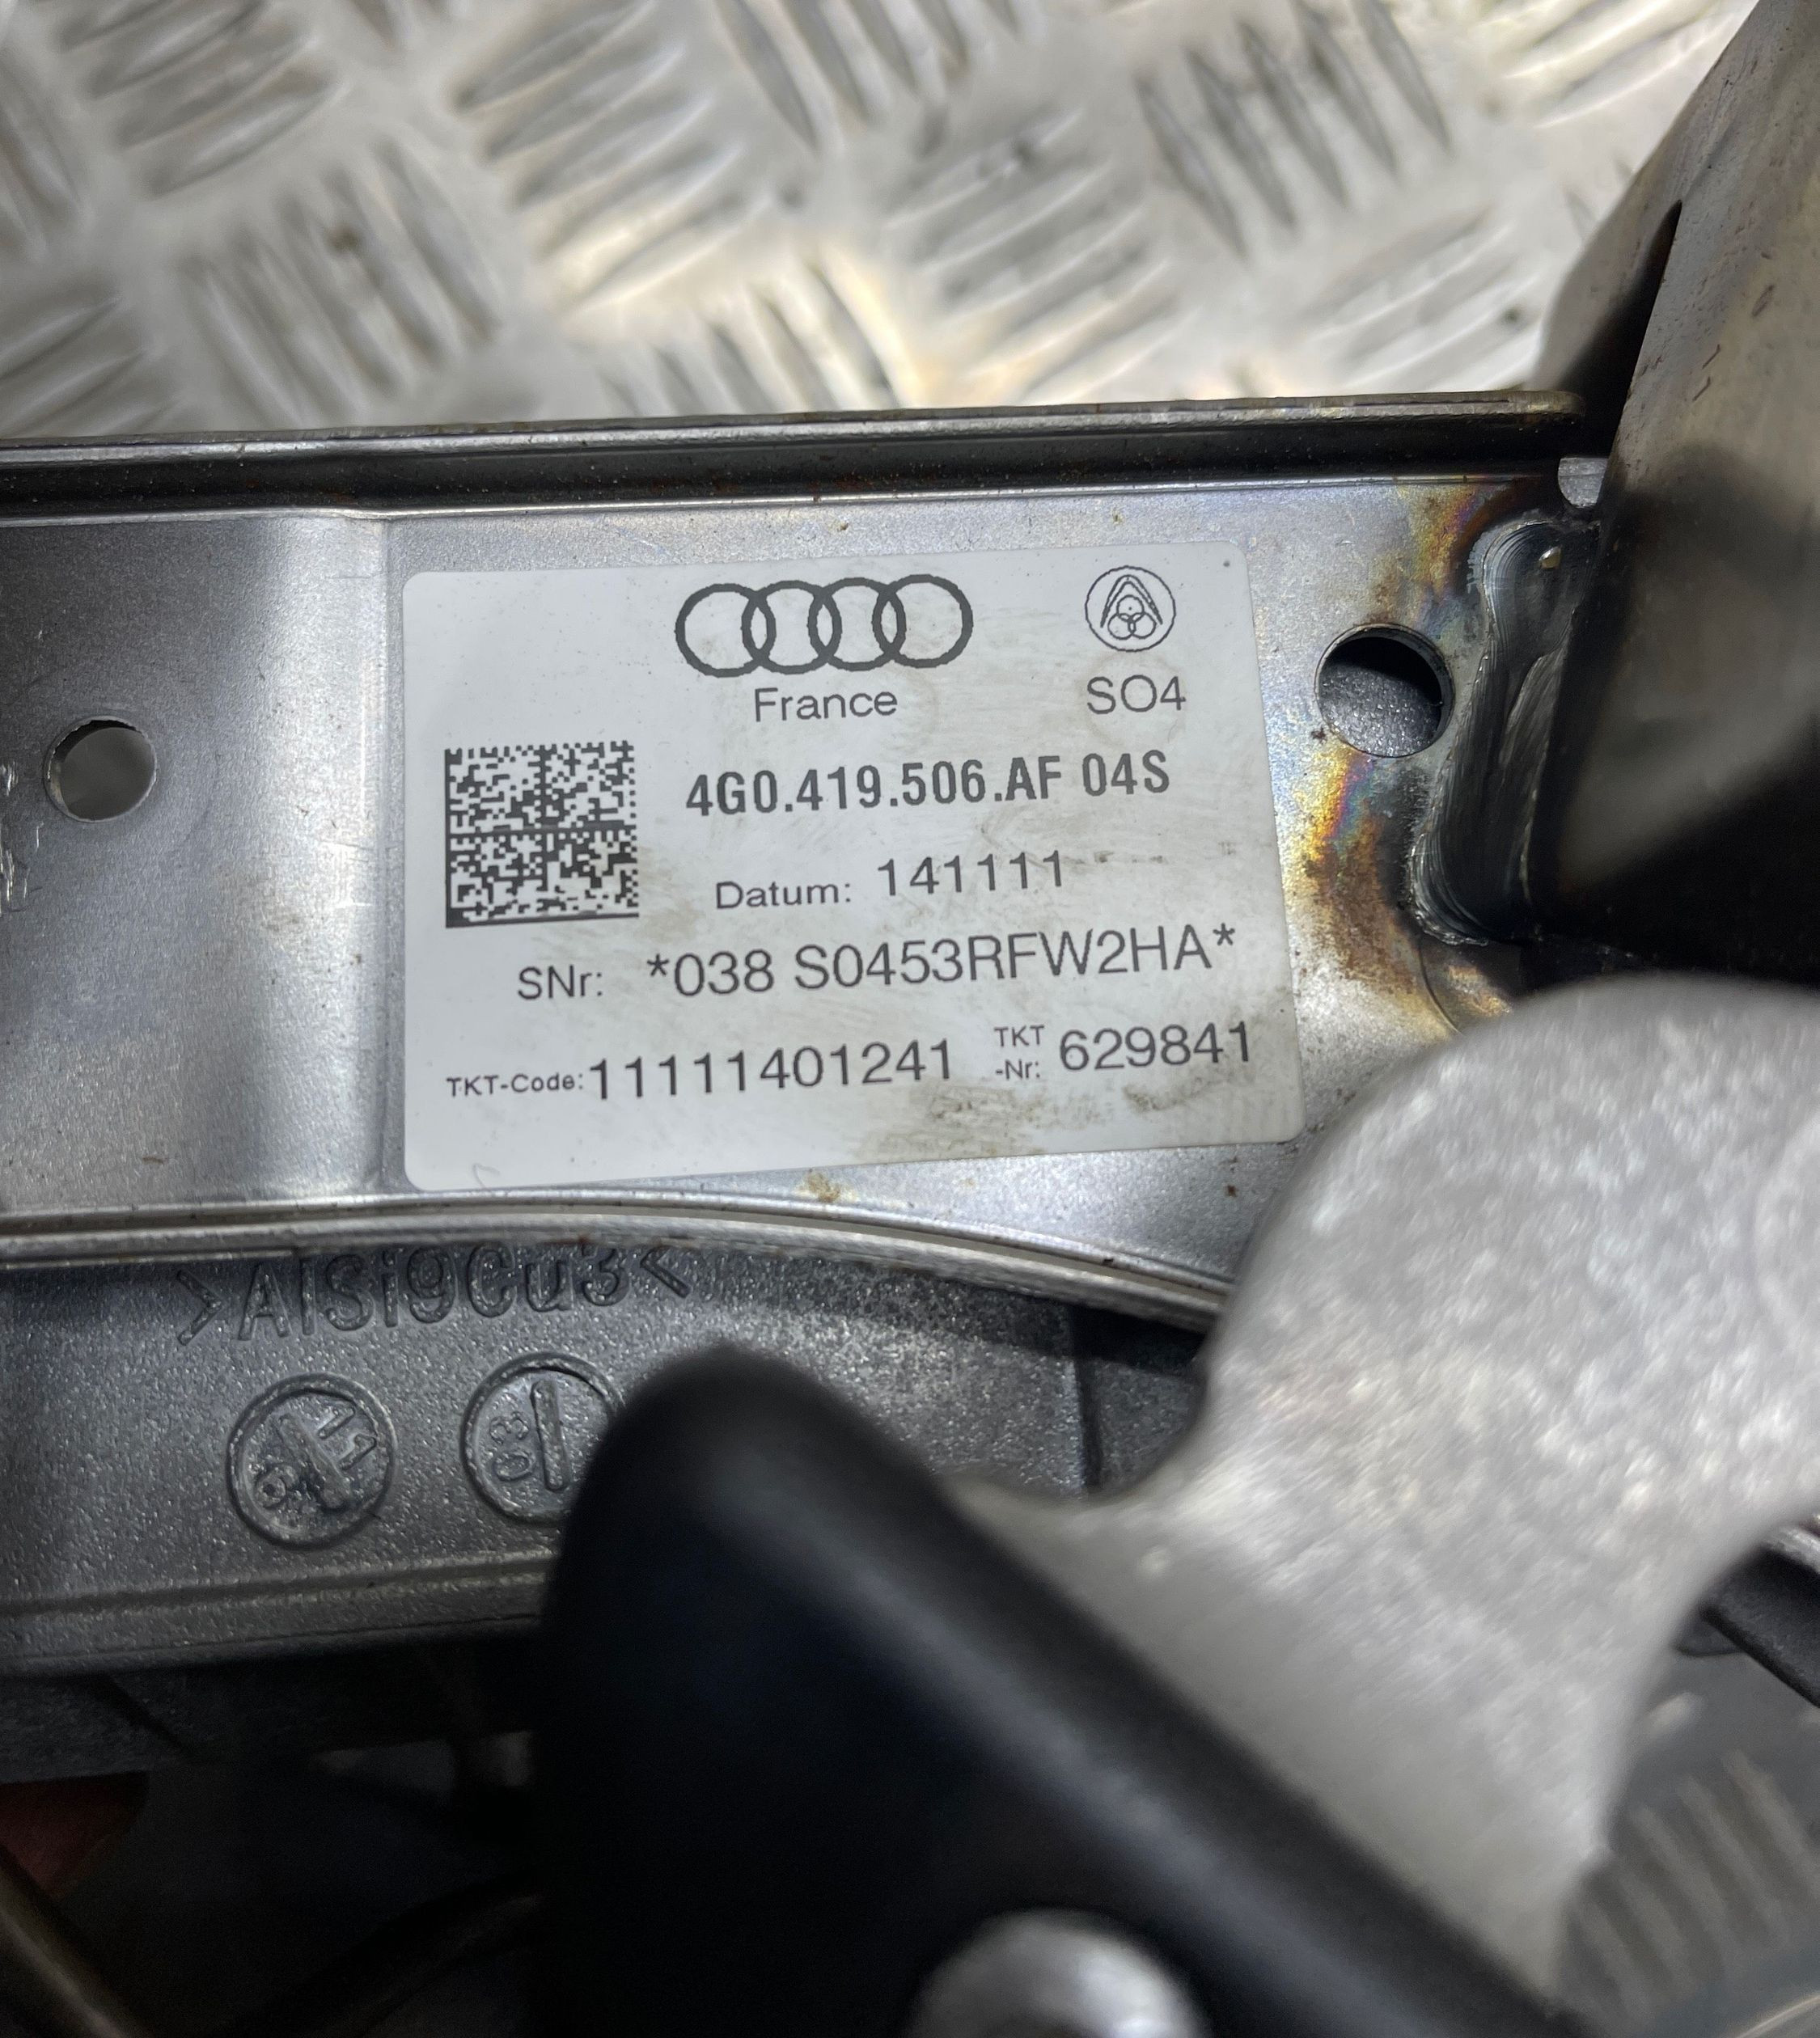 France
SO4
4G0.419.506.AF 04S
Datum: 141111
SNr: *038 S0453RFW2HA*
TKT-Code: 11111401241 TKT-Nr: 629841
>AlSi9Cu3<